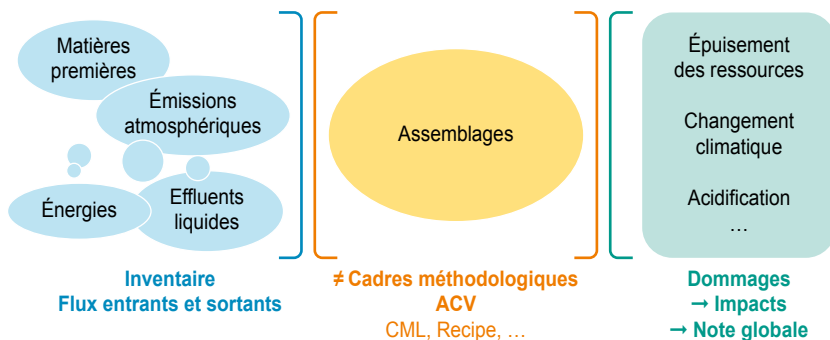 Matières
premières
Émissions
atmosphériques
Énergies
Effluents
liquides
Inventaire
Flux entrants et sortants
Assemblages
≠ Cadres méthodologiques
ACV
CML, Recipe, …
Épuisement
des ressources
Changement
climatique
Acidification
…
Dommages
→ Impacts
→ Note globale